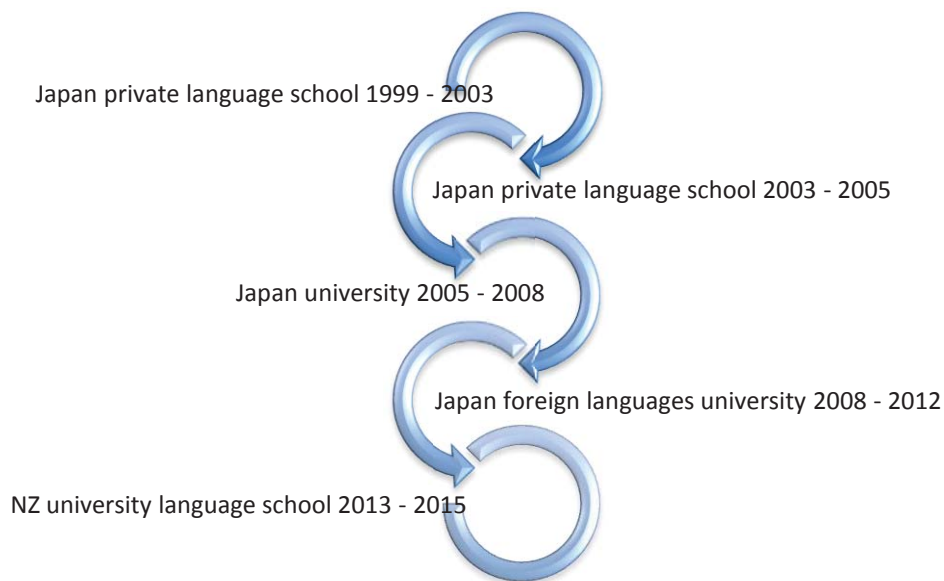 Japan private language school 1999 - 2003
Japan private language school 2003 - 2005
Japan university 2005 - 2008
Japan foreign languages university 2008 - 2012
NZ university language school 2013 - 2015